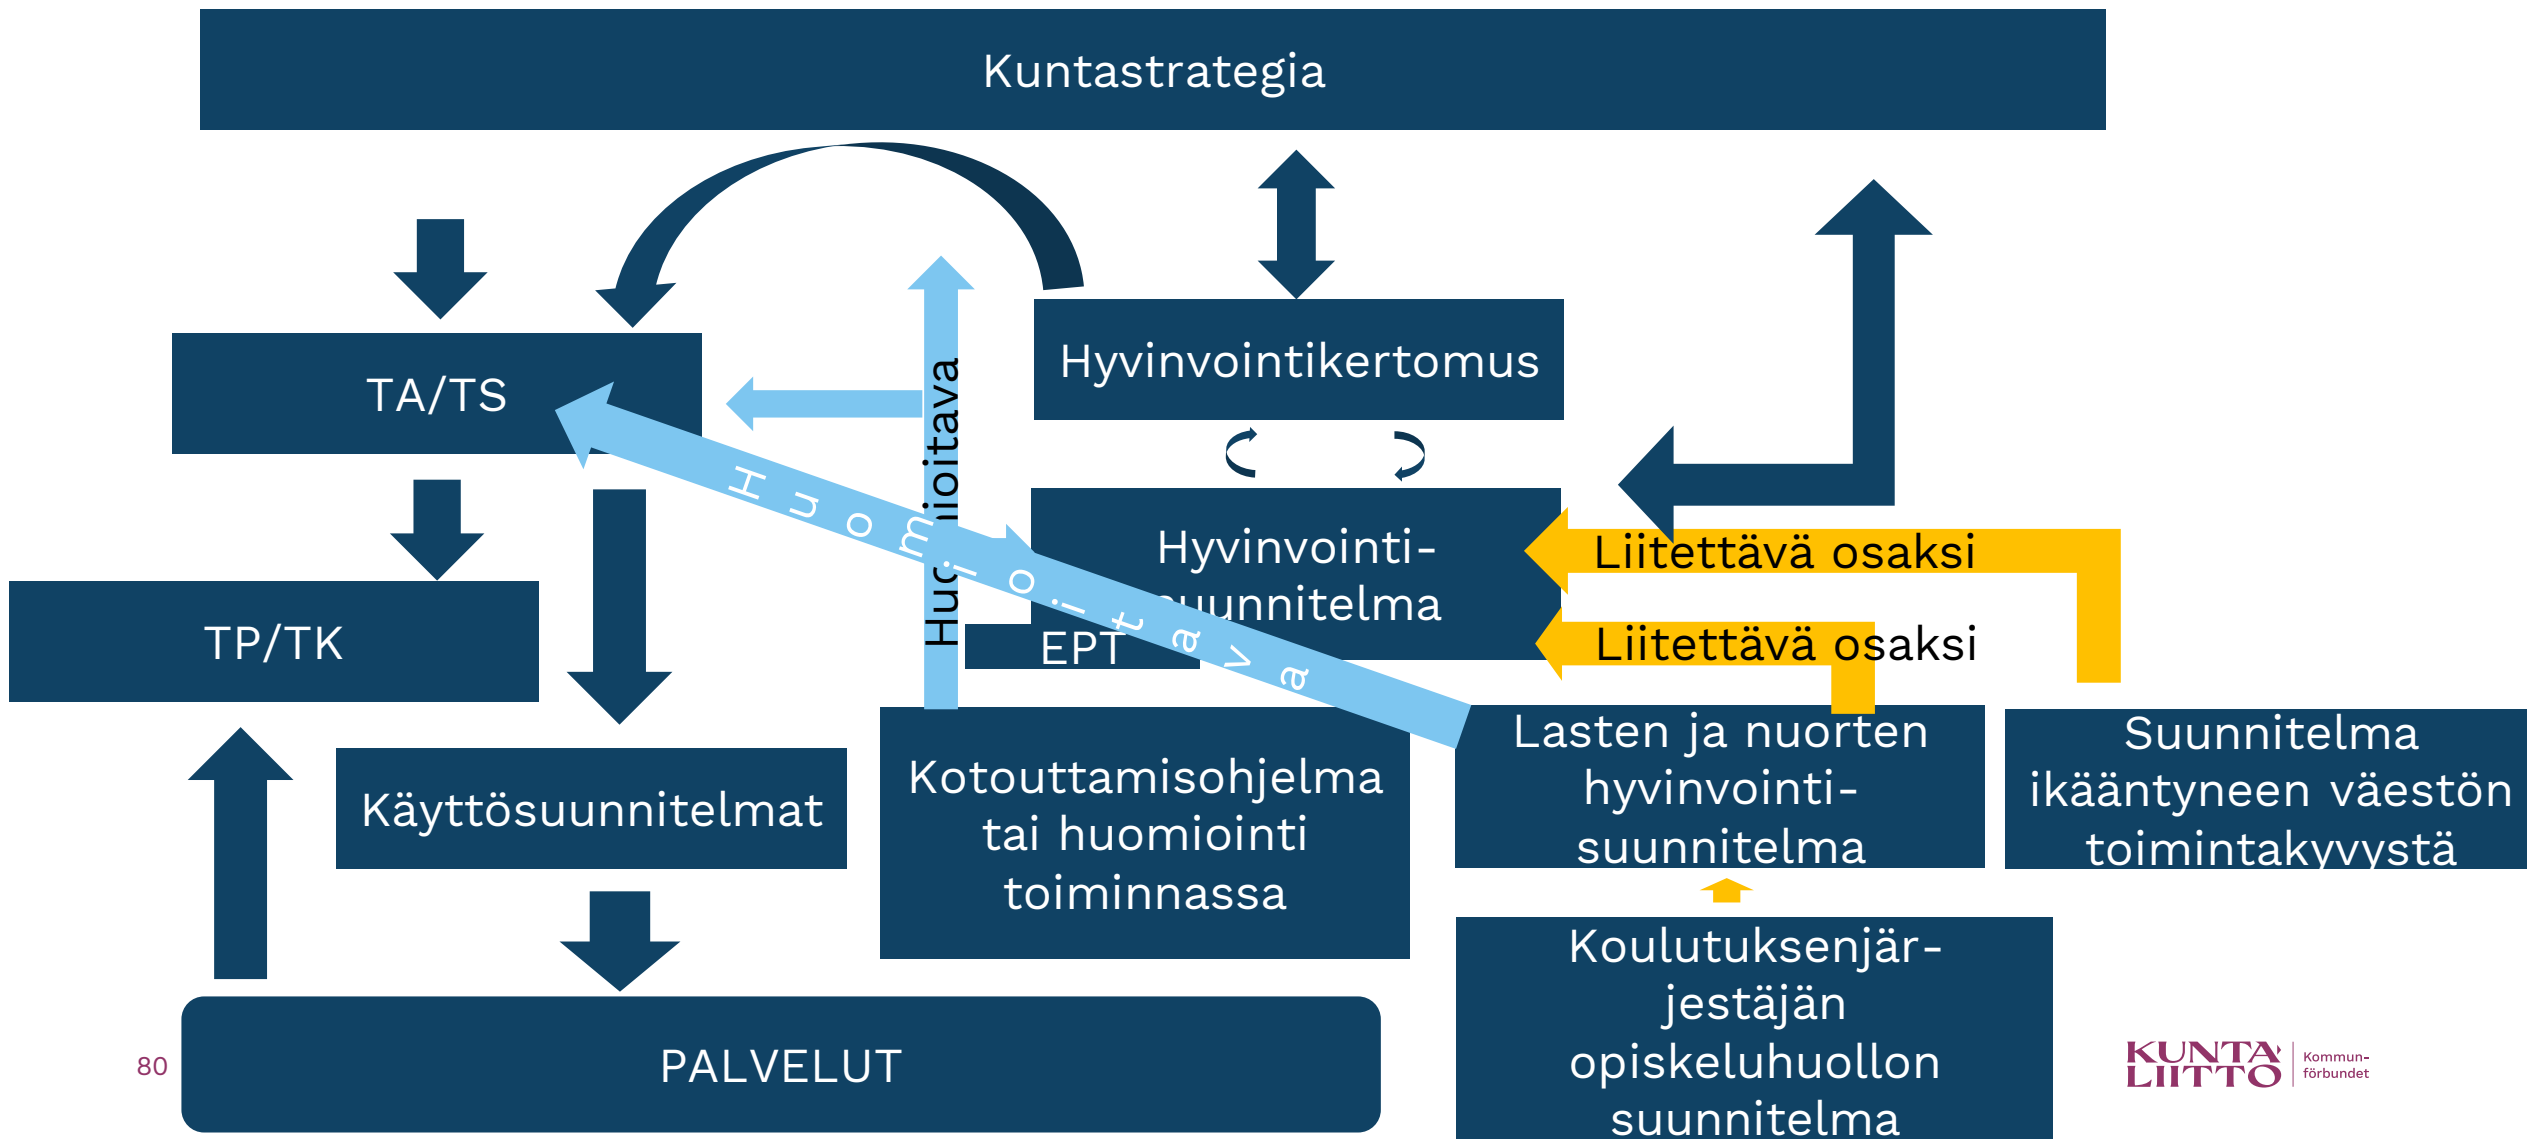 Kuntastrategia
Hyvinvointikertomus
TA/TS
Huomioitava
Huomioitava
Hyvinvointi-
suunnitelma
Liitettävä osaksi
Liitettävä osaksi
EPT
TP/TK
Käyttösuunnitelmat
Kotouttamisohjelma
tai huomiointi
toiminnassa
Lasten ja nuorten
hyvinvointi-
suunnitelma
Suunnitelma
ikääntyneen väestön
toimintakyvystä
Koulutuksenjär-
jestäjän
opiskeluhuollon
suunnitelma
PALVELUT
80
KUNTA
LIITTO
Kommun-
förbundet